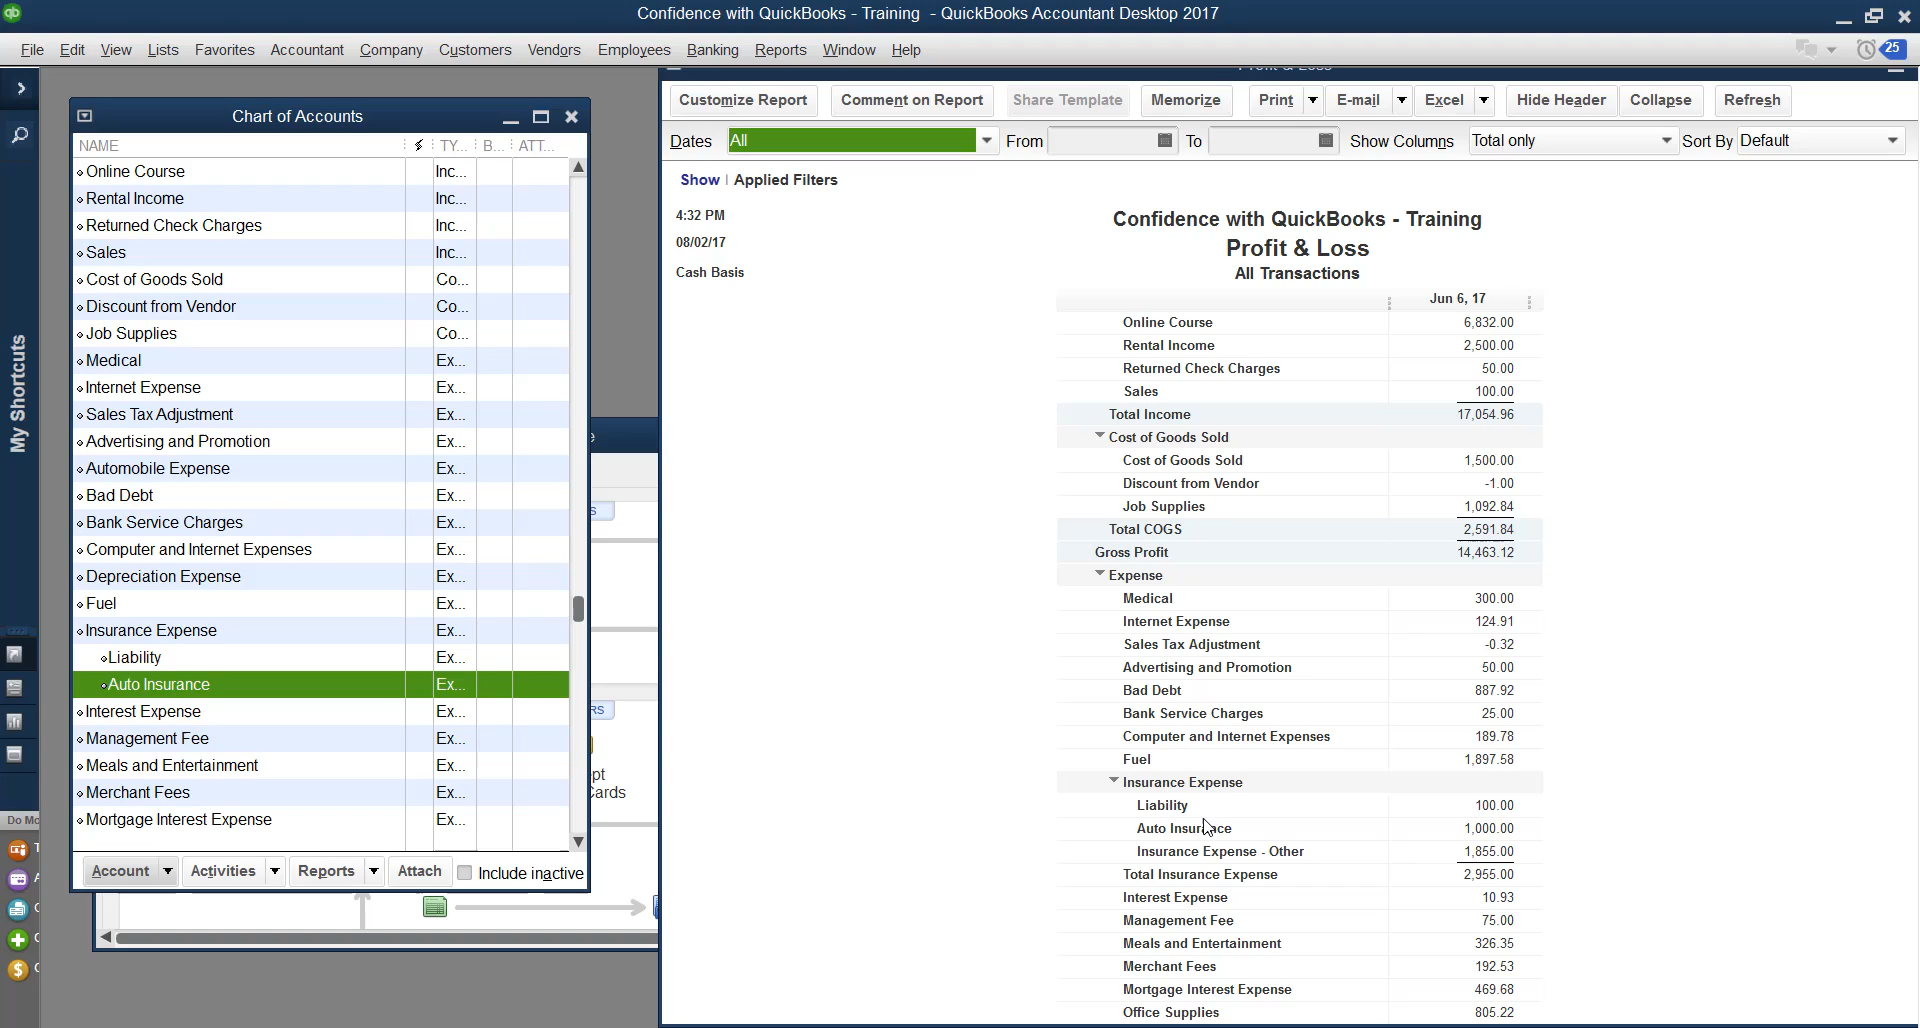 Confidence with QuickBooks - Training - QuickBooks Accountant Desktop 2017
File Edit View Lists Favorites Accountant Company Customers Vendors Employees Banking Reports Window Help
25
My Shortcuts
Do Mo
Chart of Accounts
NAME TY... B... ATT...
Online Course Inc...
Rental Income Inc...
Returned Check Charges Inc...
Sales Inc...
Cost of Goods Sold Co...
Discount from Vendor Co...
Job Supplies Co...
Medical Ex...
Internet Expense Ex...
Sales Tax Adjustment Ex...
Advertising and Promotion Ex...
Automobile Expense Ex...
Bad Debt Ex...
Bank Service Charges Ex...
Computer and Internet Expenses Ex...
Depreciation Expense Ex...
Fuel Ex...
Insurance Expense Ex...
Liability Ex...
Auto Insurance Ex...
Interest Expense Ex...
Management Fee Ex...
Meals and Entertainment Ex...
Merchant Fees Ex...
Mortgage Interest Expense Ex...
Account Activities Reports Attach Include inactive
Customize Report Comment on Report Share Template Memorize Print E-mail Excel Hide Header Collapse Refresh
Dates All From To Show Columns Total only Sort By Default
Show | Applied Filters
4:32 PM
08/02/17
Cash Basis
Confidence with QuickBooks - Training
Profit & Loss
All Transactions
Jun 6, 17
Online Course 6,832.00
Rental Income 2,500.00
Returned Check Charges 50.00
Sales 100.00
Total Income 17,054.96
Cost of Goods Sold
Cost of Goods Sold 1,500.00
Discount from Vendor -1.00
Job Supplies 1,092.84
Total COGS 2,591.84
Gross Profit 14,463.12
Expense
Medical 300.00
Internet Expense 124.91
Sales Tax Adjustment -0.32
Advertising and Promotion 50.00
Bad Debt 887.92
Bank Service Charges 25.00
Computer and Internet Expenses 189.78
Fuel 1,897.58
Insurance Expense
Liability 100.00
Auto Insurance 1,000.00
Insurance Expense - Other 1,855.00
Total Insurance Expense 2,955.00
Interest Expense 10.93
Management Fee 75.00
Meals and Entertainment 326.35
Merchant Fees 192.53
Mortgage Interest Expense 469.68
Office Supplies 805.22